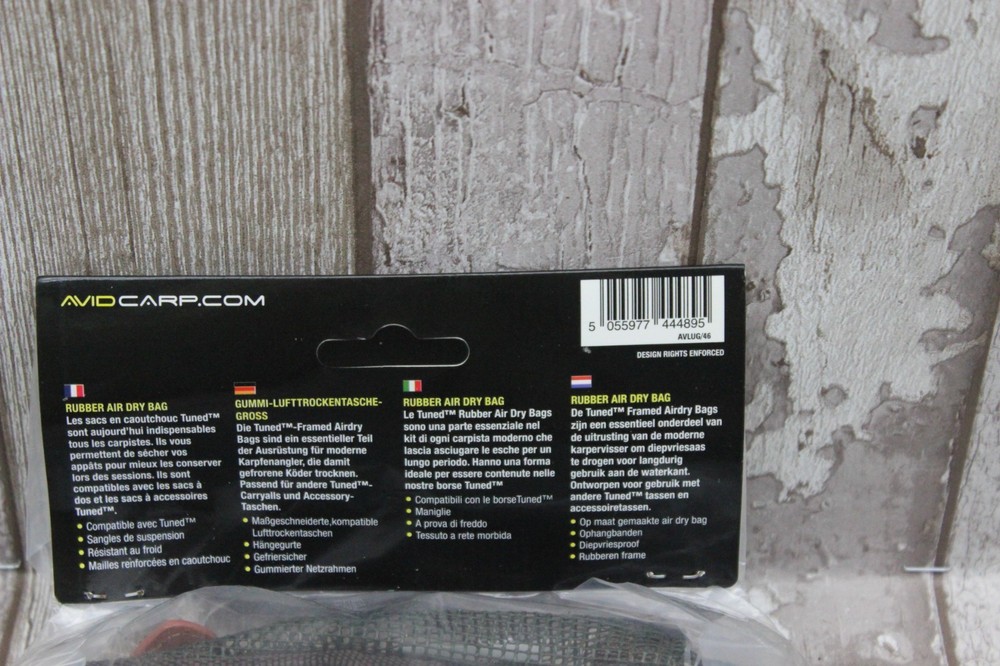 AVIDCARP.COM
5 055977 444895
AVLUG/46
DESIGN RIGHTS ENFORCED
RUBBER AIR DRY BAG
Les sacs en caoutchouc Tuned™
sont aujourd'hui indispensables
tous les carpistes. Ils vous
permettent de sécher vos
appâts pour mieux les conserver
lors des sessions. Ils sont
compatibles avec les sacs à
dos et les sacs à accessoires
Tuned™.
• Compatible avec Tuned™
• Sangles de suspension
• Résistant au froid
• Mailles renforcées en caoutchouc
GUMMI-LUFTTROCKENTASCHE-
GROSS
Die Tuned™-Framed Airdry
Bags sind ein essentieller Teil
der Ausrüstung für moderne
Karpfenangler, die damit
gefrorene Köder trocknen.
Passend für andere Tuned™-
Carryalls und Accessory-
Taschen.
• Maßgeschneiderte,kompatible
Lufttrockentaschen
• Hängegurte
• Gefriersicher
• Gummierter Netzrahmen
RUBBER AIR DRY BAG
Le Tuned™ Rubber Air Dry Bags
sono una parte essenziale nel
kit di ogni carpista moderno che
lascia asciugare le esche per un
lungo periodo. Hanno una forma
ideale per essere contenute nelle
nostre borse Tuned™
• Compatibili con le borseTuned™
• Maniglie
• A prova di freddo
• Tessuto a rete morbida
RUBBER AIR DRY BAG
De Tuned™ Framed Airdry Bags
zijn een essentieel onderdeel van
de uitrusting van de moderne
karpervisser om diepvriesaas
te drogen voor langdurig
gebruik aan de waterkant.
Ontworpen voor gebruik met
andere Tuned™ tassen en
accessoiretassen.
• Op maat gemaakte air dry bag
• Ophangbanden
• Diepvriesproof
• Rubberen frame